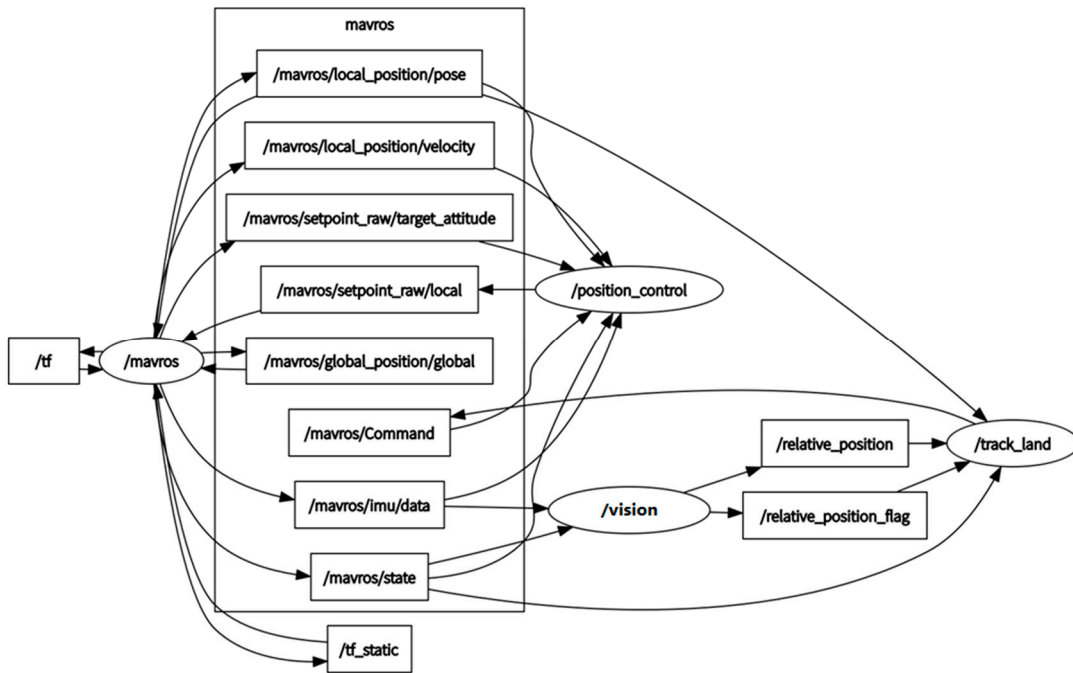 mavros
/mavros/local_position/pose
/mavros/local_position/velocity
/mavros/setpoint_raw/target_attitude
/mavros/setpoint_raw/local
/position_control
/tf
/mavros
/mavros/global_position/global
/mavros/Command
/relative_position
/track_land
/mavros/imu/data
/vision
/relative_position_flag
/mavros/state
/tf_static